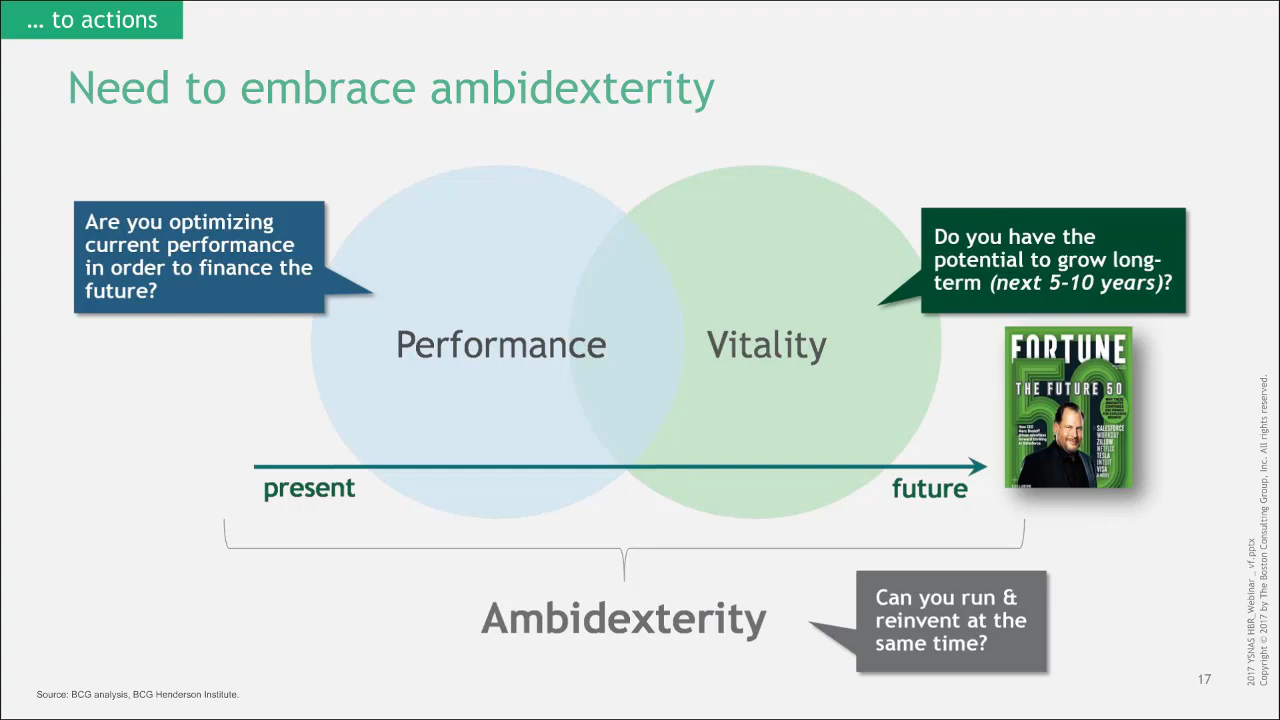 … to actions
Need to embrace ambidexterity
Are you optimizing
current performance
in order to finance the
future?
Do you have the
potential to grow long-
term (next 5-10 years)?
Performance
Vitality
FORTUNE
50
THE FUTURE 50
SALESFORCE
WORKDAY
ZILLOW
NETFLIX
TESLA
INTUIT
VISA
& MORE
present
future
Ambidexterity
Can you run &
reinvent at the
same time?
Source: BCG analysis, BCG Henderson Institute.
17
2017 YSNAS HBR_Webinar _ vf.pptx
Copyright © 2017 by The Boston Consulting Group, Inc. All rights reserved.